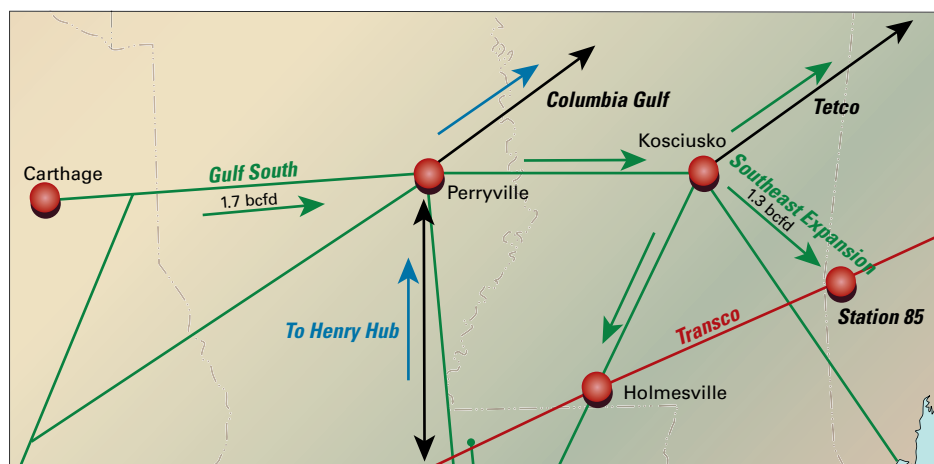 Columbia Gulf
Tetco
Kosciusko
Carthage
Gulf South
1.7 bcfd
Perryville
Southeast Expansion
1.3 bcfd
To Henry Hub
Transco
Station 85
Holmesville